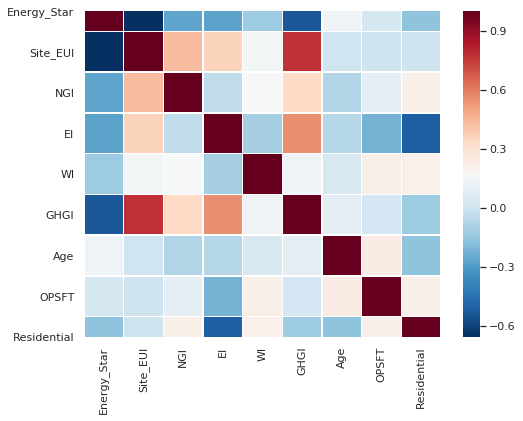 Energy_Star
Site_EUI
NGI
EI
WI
GHGI
Age
OPSFT
Residential
Energy_Star
Site_EUI
NGI
EI
WI
GHGI
Age
OPSFT
Residential
0.9
0.6
0.3
0.0
−0.3
−0.6